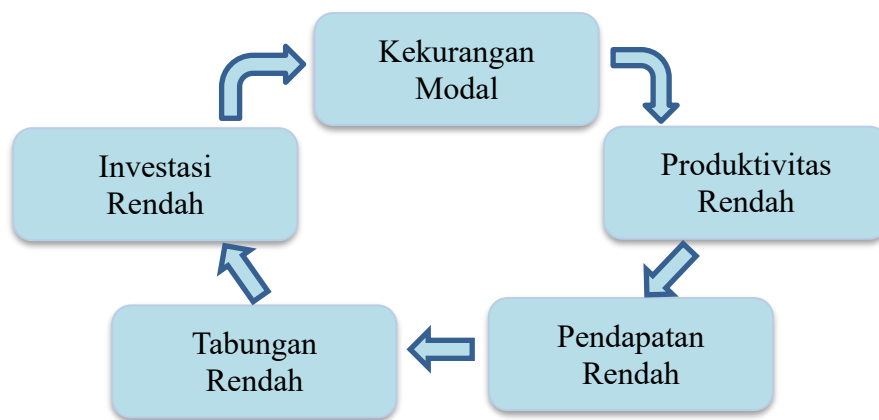 Kekurangan
Modal
Produktivitas
Rendah
Pendapatan
Rendah
Tabungan
Rendah
Investasi
Rendah